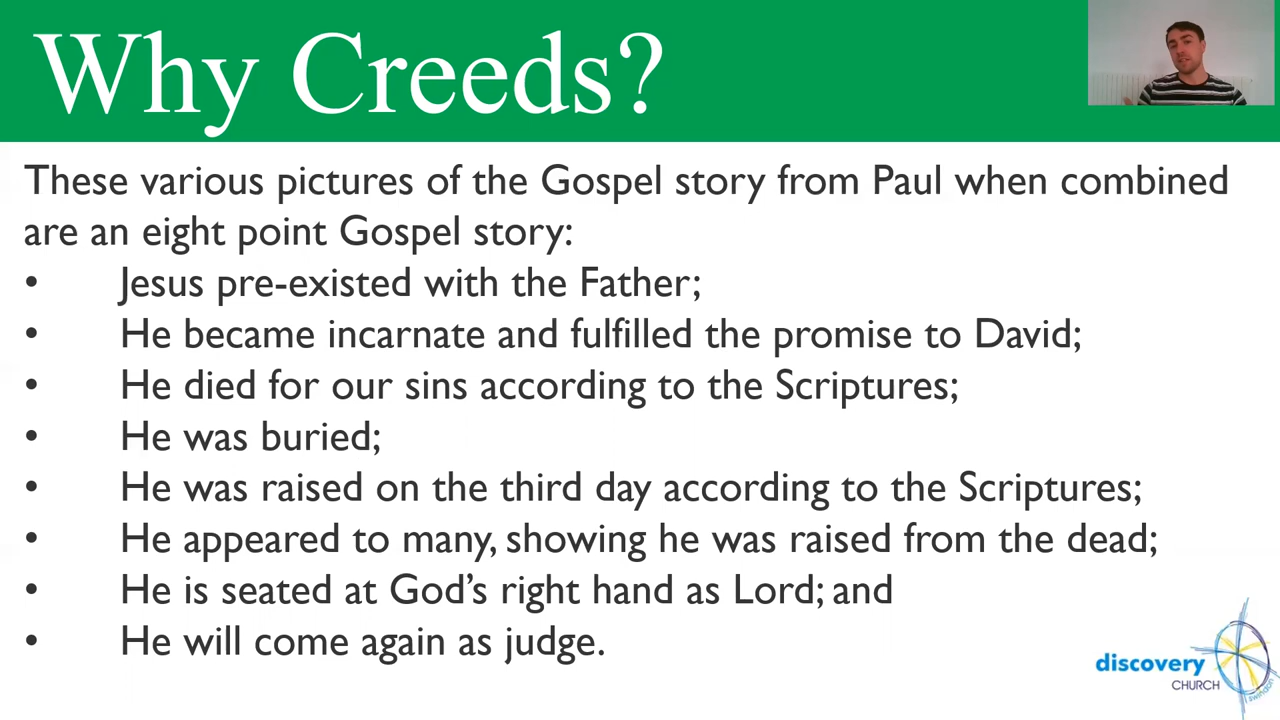 Why Creeds?
These various pictures of the Gospel story from Paul when combined
are an eight point Gospel story:
• Jesus pre-existed with the Father;
• He became incarnate and fulfilled the promise to David;
• He died for our sins according to the Scriptures;
• He was buried;
• He was raised on the third day according to the Scriptures;
• He appeared to many, showing he was raised from the dead;
• He is seated at God’s right hand as Lord; and
• He will come again as judge.
discovery
CHURCH
swindon